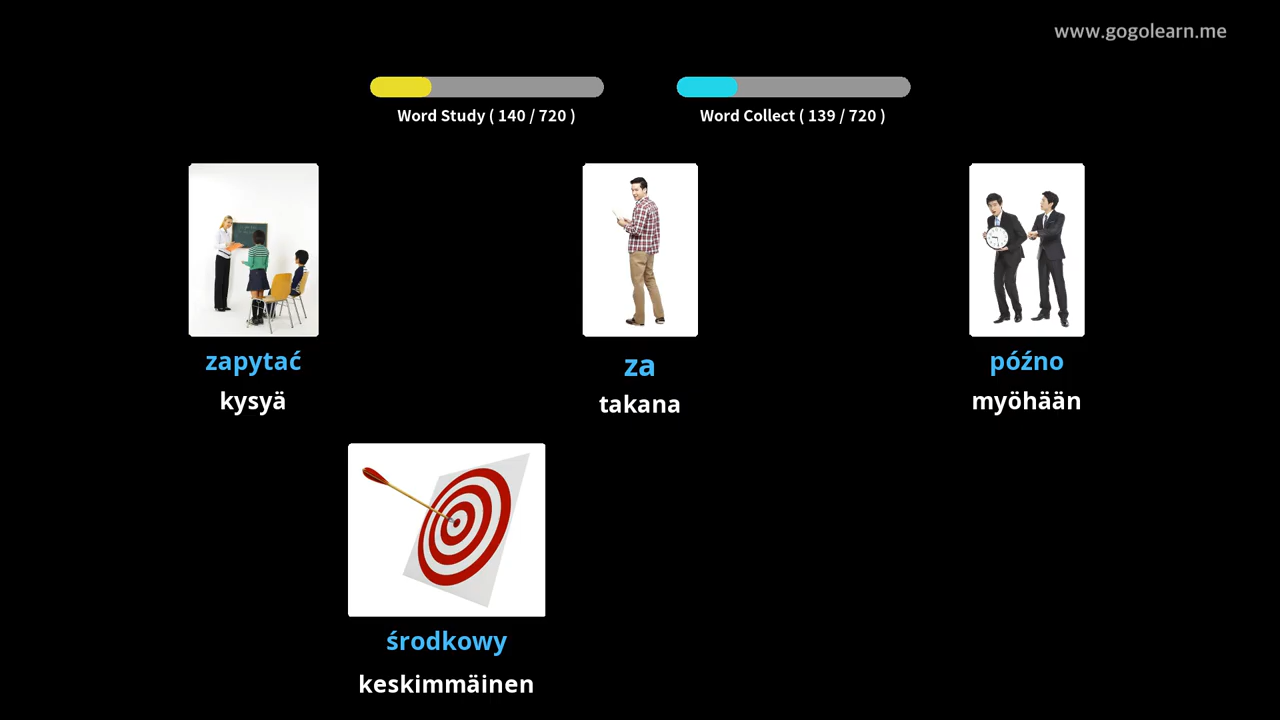 www.gogolearn.me
Word Study ( 140 / 720 )
Word Collect ( 139 / 720 )
zapytać
kysyä
za
takana
późno
myöhään
środkowy
keskimmäinen